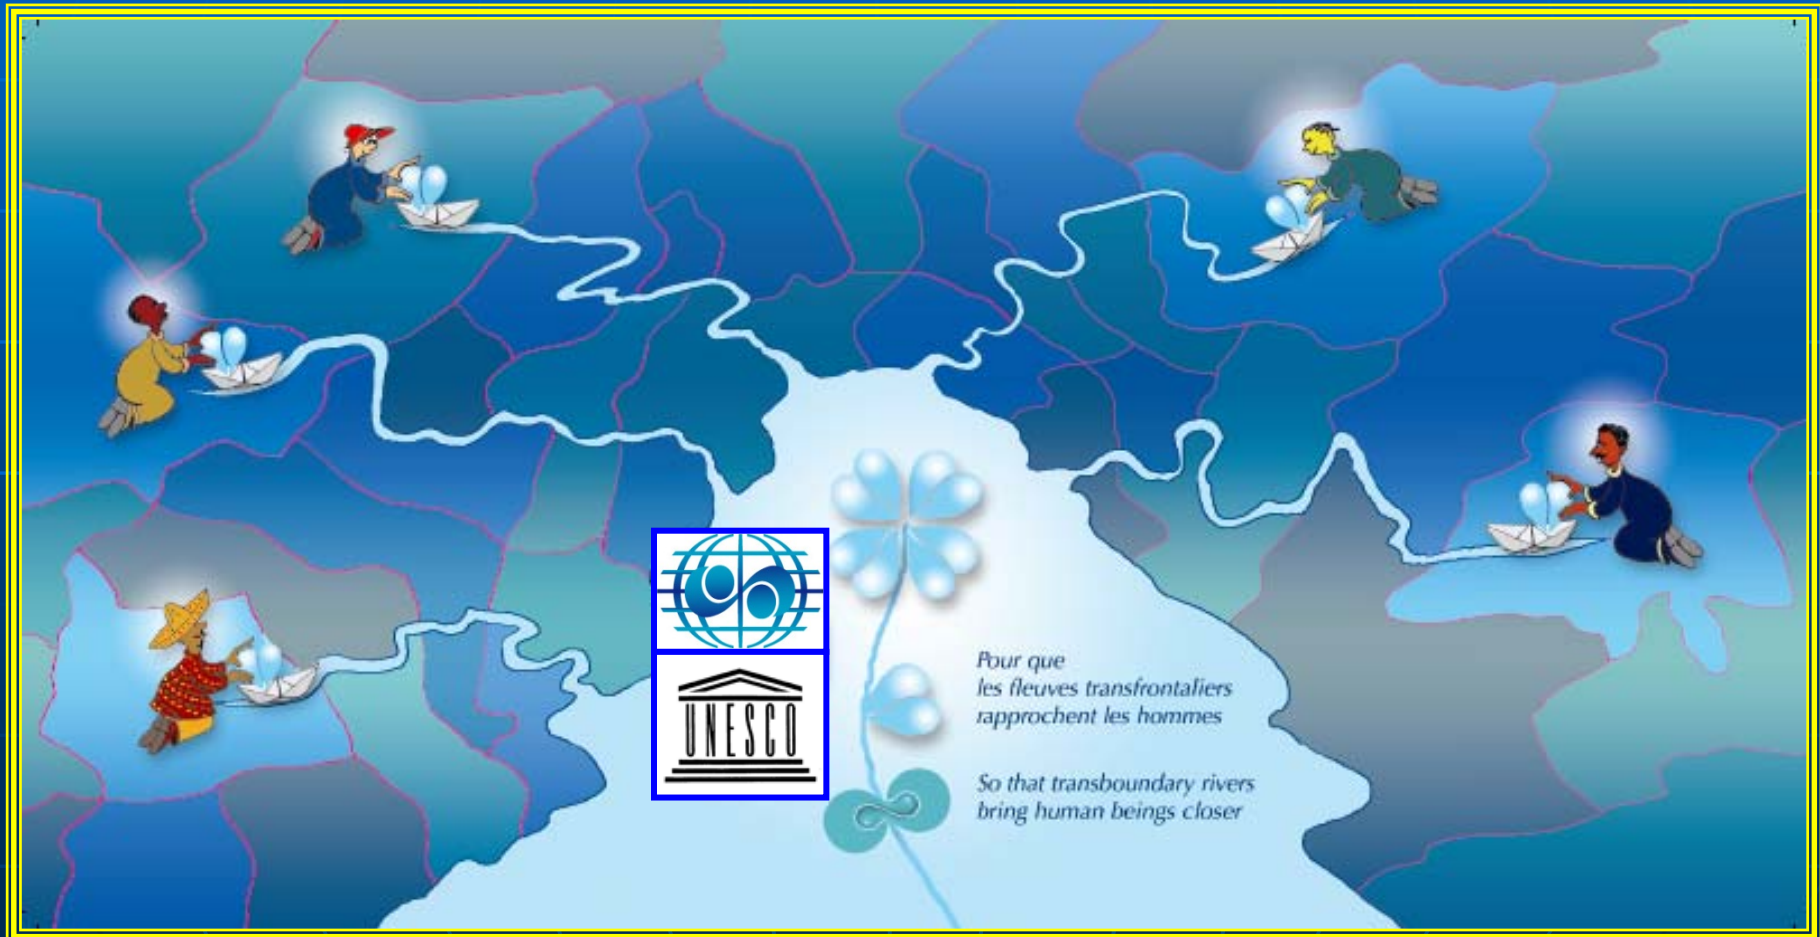 UNESCO
Pour que
les fleuves transfrontaliers
rapprochent les hommes
So that transboundary rivers
bring human beings closer